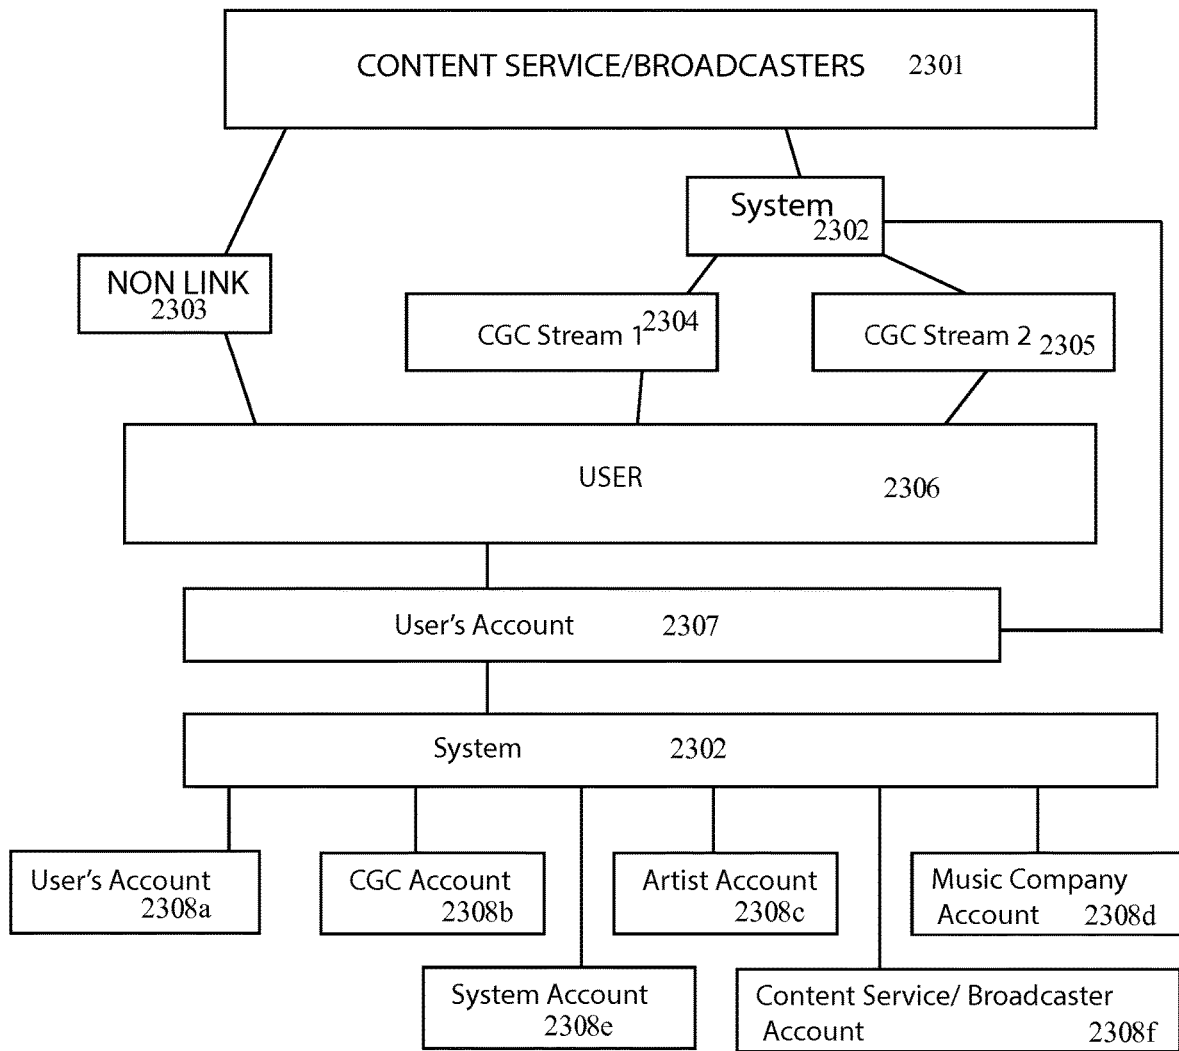 CONTENT SERVICE/BROADCASTERS 2301
System
2302
NON LINK
2303
CGC Stream 1 2304
CGC Stream 2 2305
USER 2306
User's Account 2307
System 2302
User's Account
2308a
CGC Account
2308b
Artist Account
2308c
Music Company
Account 2308d
System Account
2308e
Content Service/ Broadcaster
Account 2308f